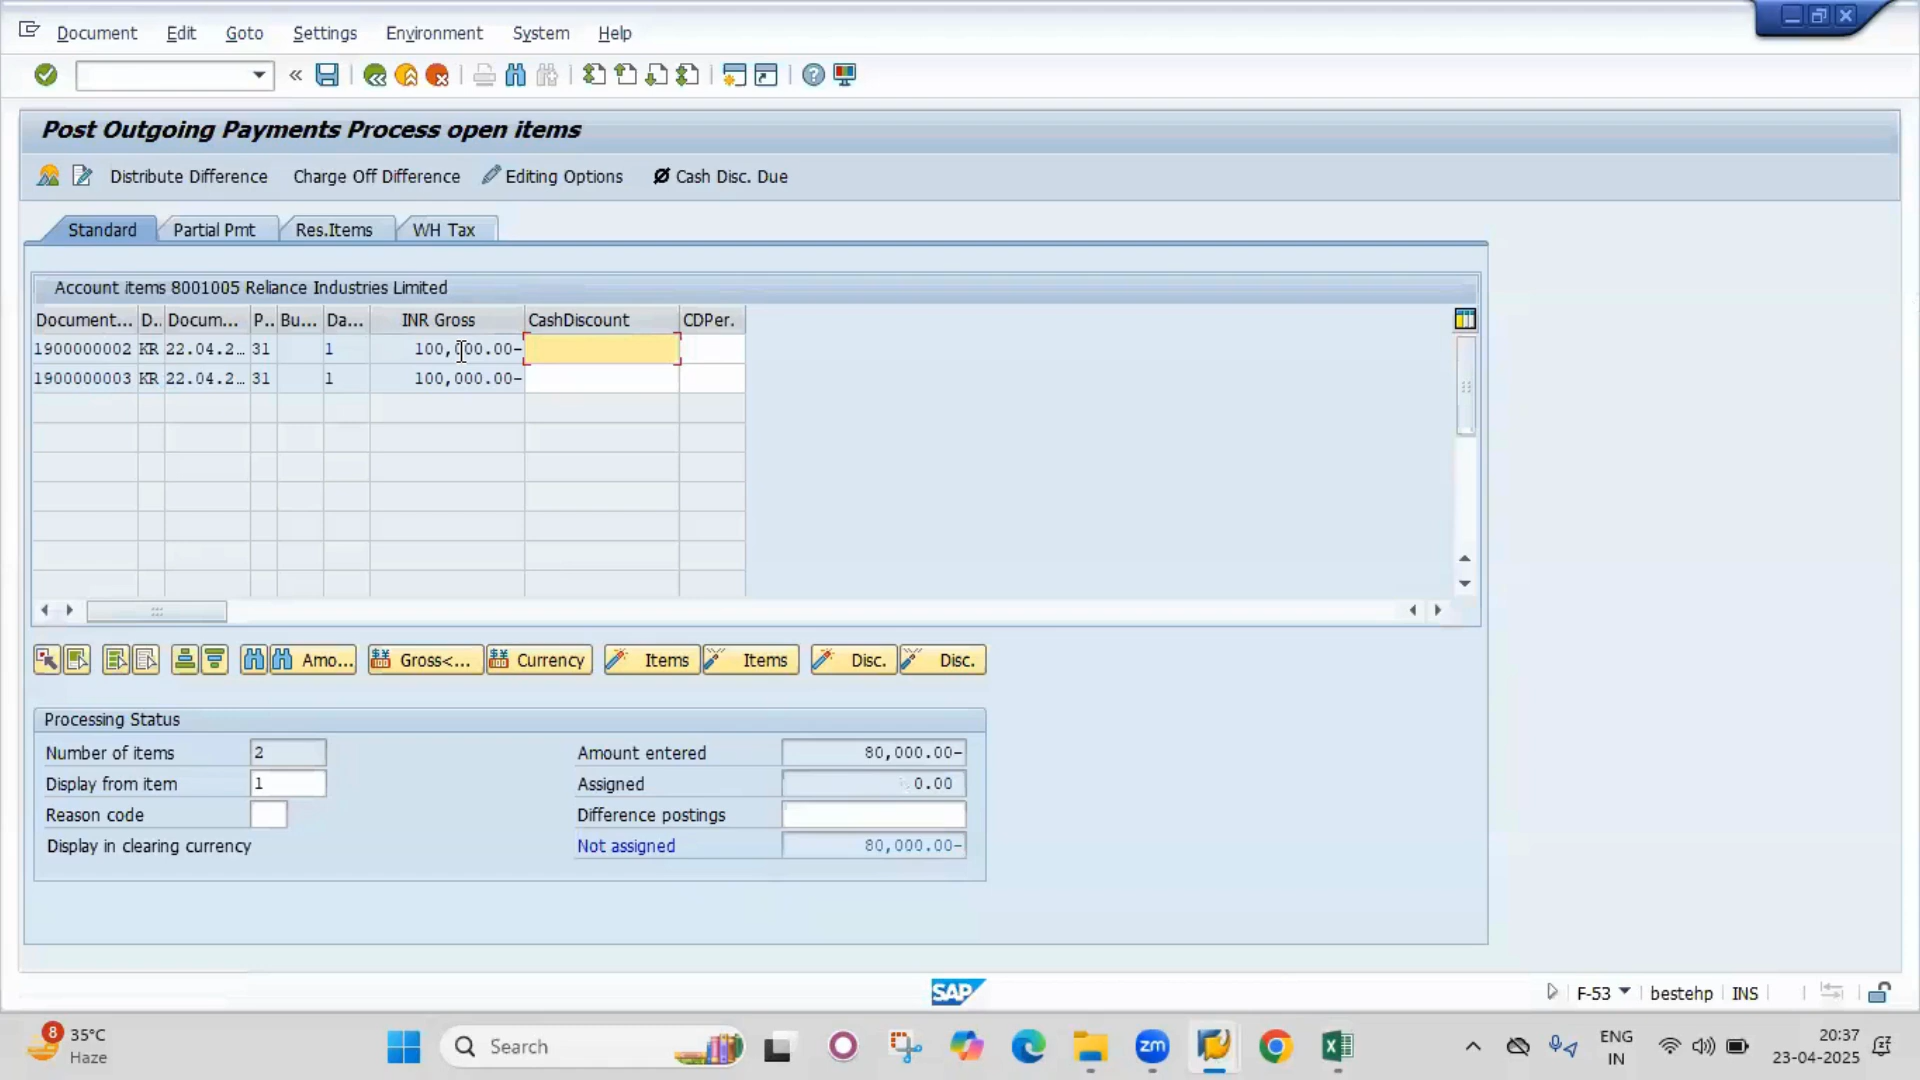 Document Edit Goto Settings Environment System Help
Post Outgoing Payments Process open items
Distribute Difference Charge Off Difference Editing Options Cash Disc. Due
Standard Partial Pmt Res.Items WH Tax
Account items 8001005 Reliance Industries Limited
Document... D.. Docum... P.. Bu... Da... INR Gross CashDiscount CDPer.
1900000002 KR 22.04.2... 31 1 100,000.00-
1900000003 KR 22.04.2... 31 1 100,000.00-
Amo... Gross<... Currency Items Items Disc. Disc.
Processing Status
Number of items 2 Amount entered 80,000.00-
Display from item 1 Assigned 0.00
Reason code Difference postings
Display in clearing currency Not assigned 80,000.00-
SAP F-53 bestehp INS
8 35°C
Haze
Search
zm
ENG
IN
20:37
23-04-2025